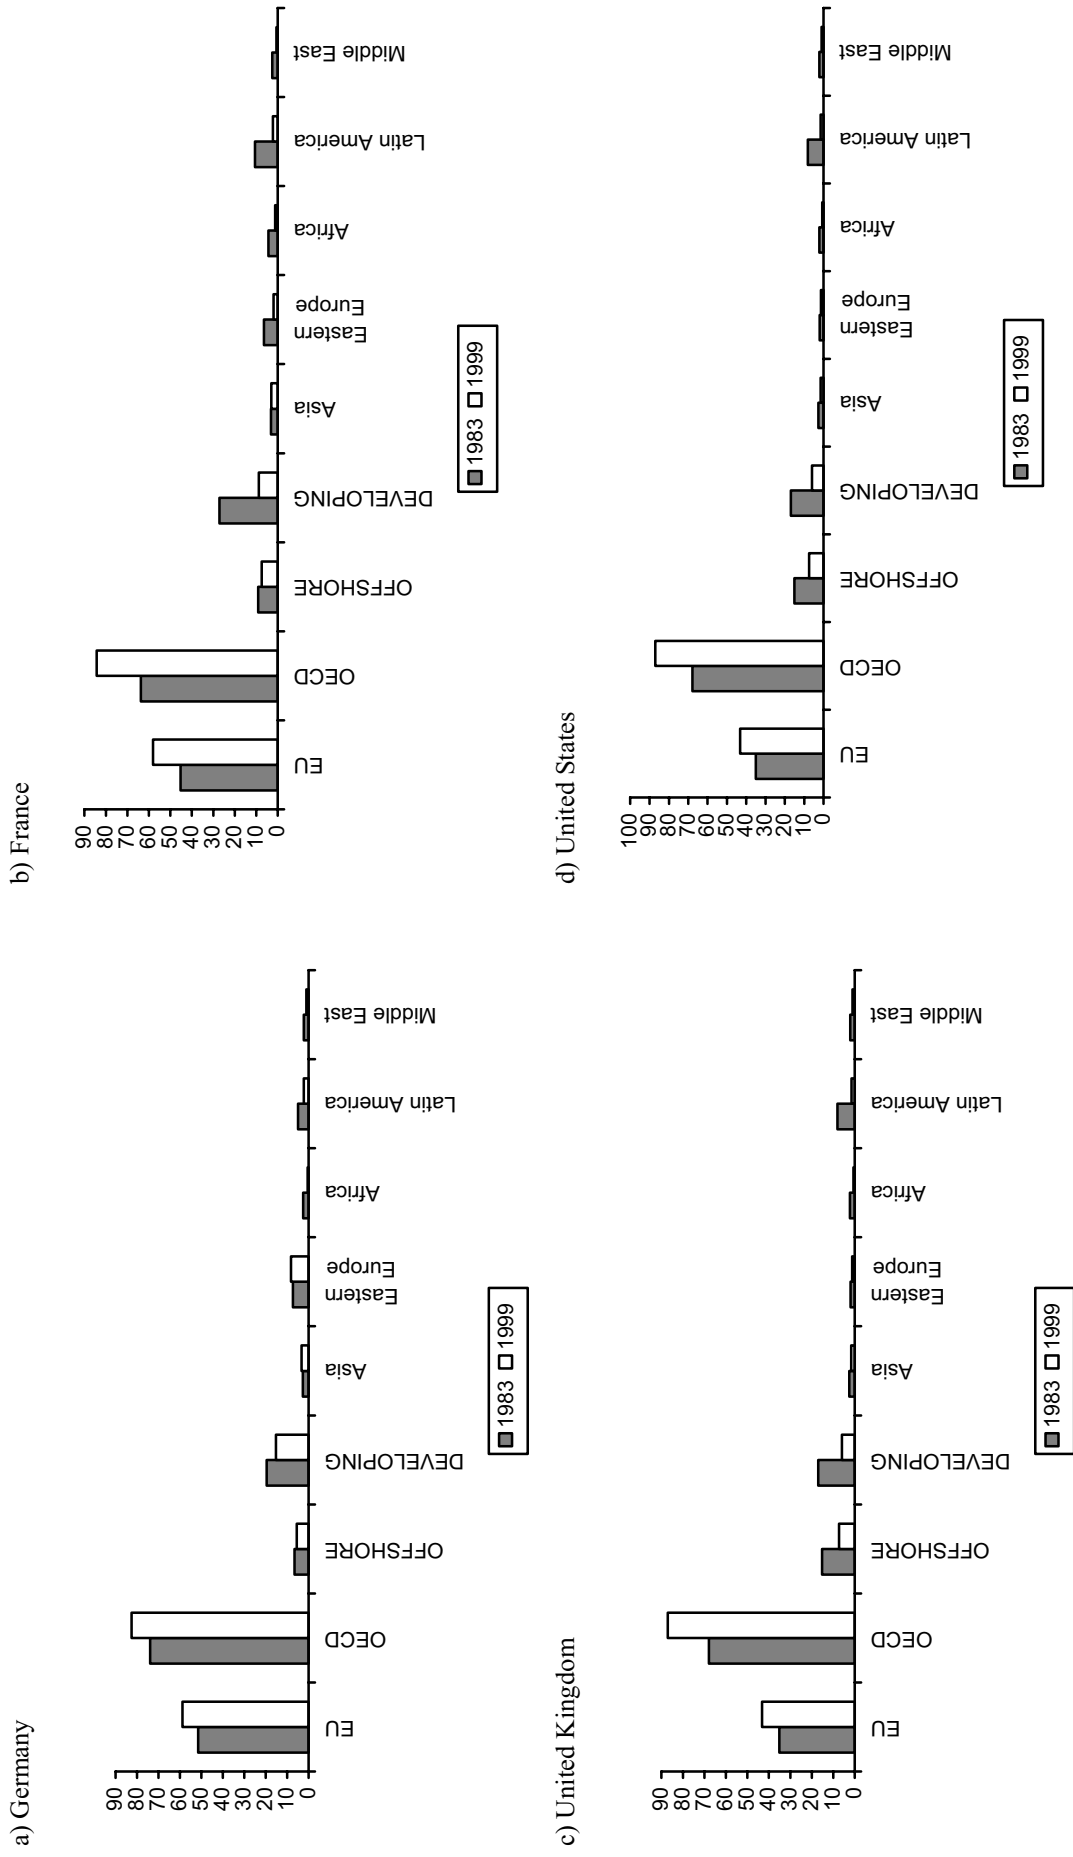 a) Germany
90
80
70
60
50
40
30
20
10
0
EU
OECD
OFFSHORE
DEVELOPING
Asia
Eastern
Europe
Africa
Latin America
Middle East
1983 1999
b) France
90
80
70
60
50
40
30
20
10
0
EU
OECD
OFFSHORE
DEVELOPING
Asia
Eastern
Europe
Africa
Latin America
Middle East
1983 1999
c) United Kingdom
90
80
70
60
50
40
30
20
10
0
EU
OECD
OFFSHORE
DEVELOPING
Asia
Eastern
Europe
Africa
Latin America
Middle East
1983 1999
d) United States
100
90
80
70
60
50
40
30
20
10
0
EU
OECD
OFFSHORE
DEVELOPING
Asia
Eastern
Europe
Africa
Latin America
Middle East
1983 1999